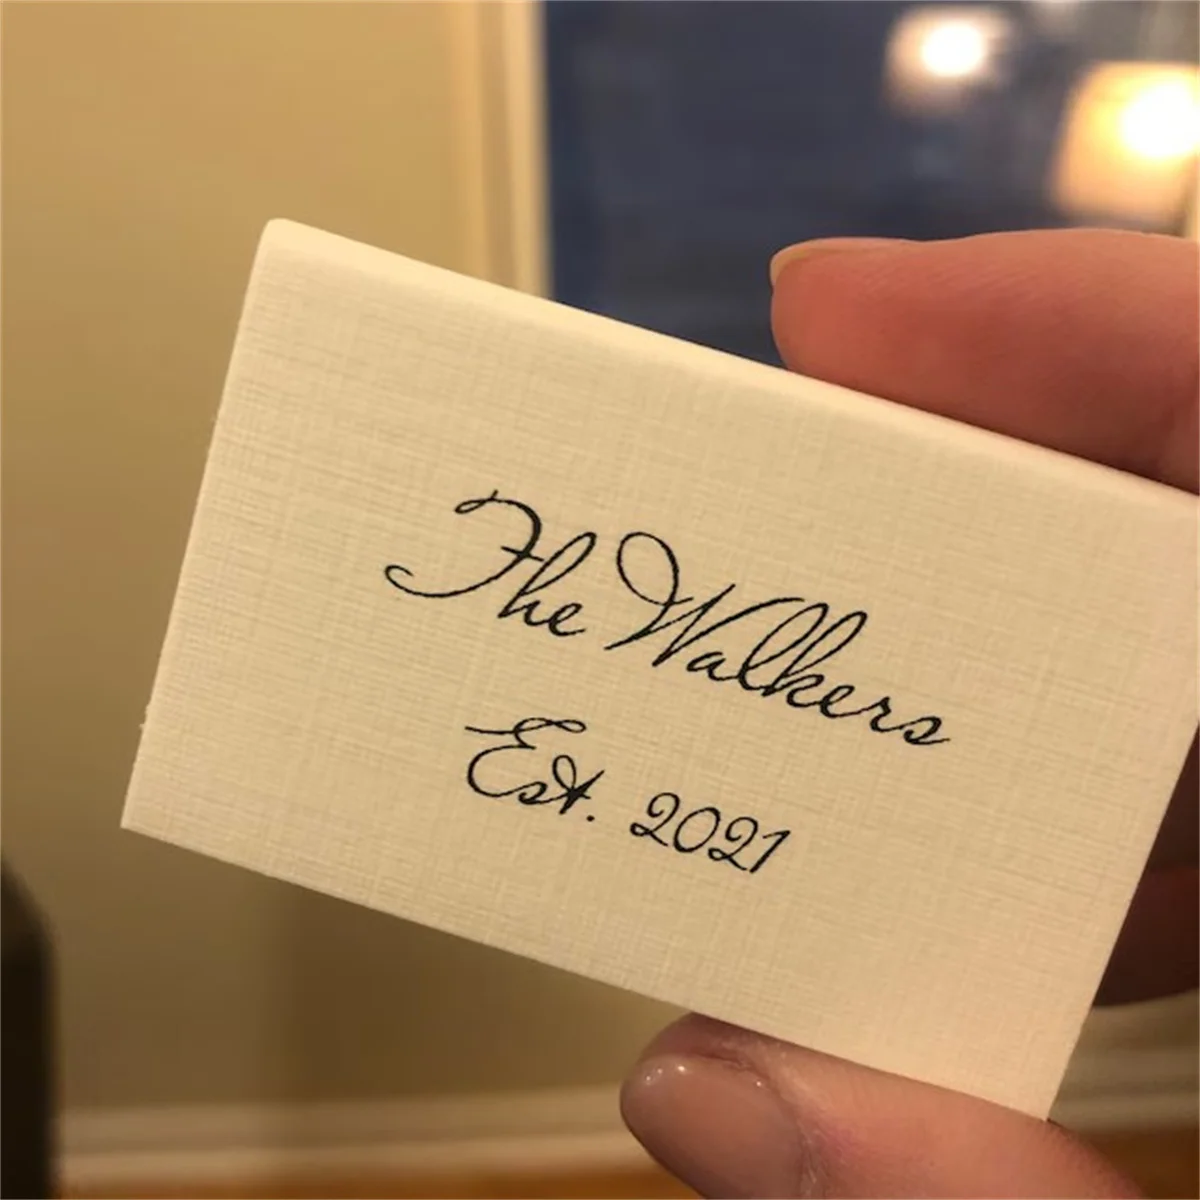 The Walkers
Est. 2021